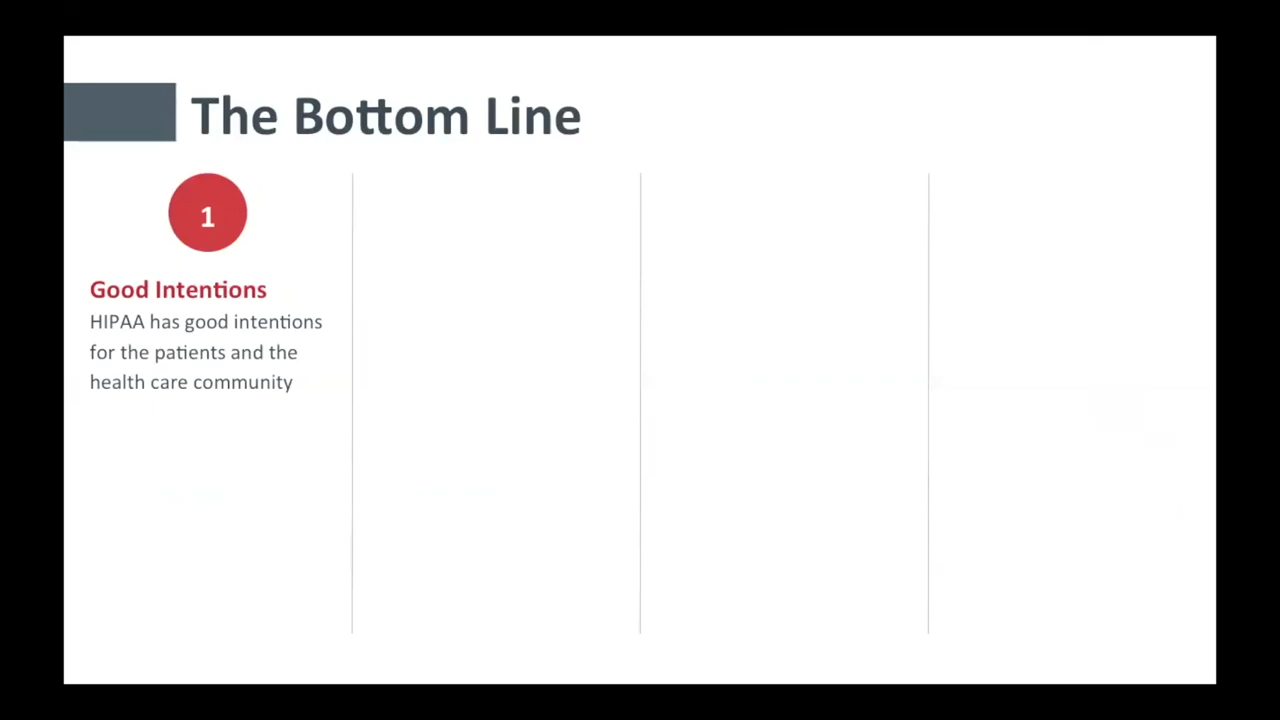 The Bottom Line
1
Good Intentions
HIPAA has good intentions
for the patients and the
health care community